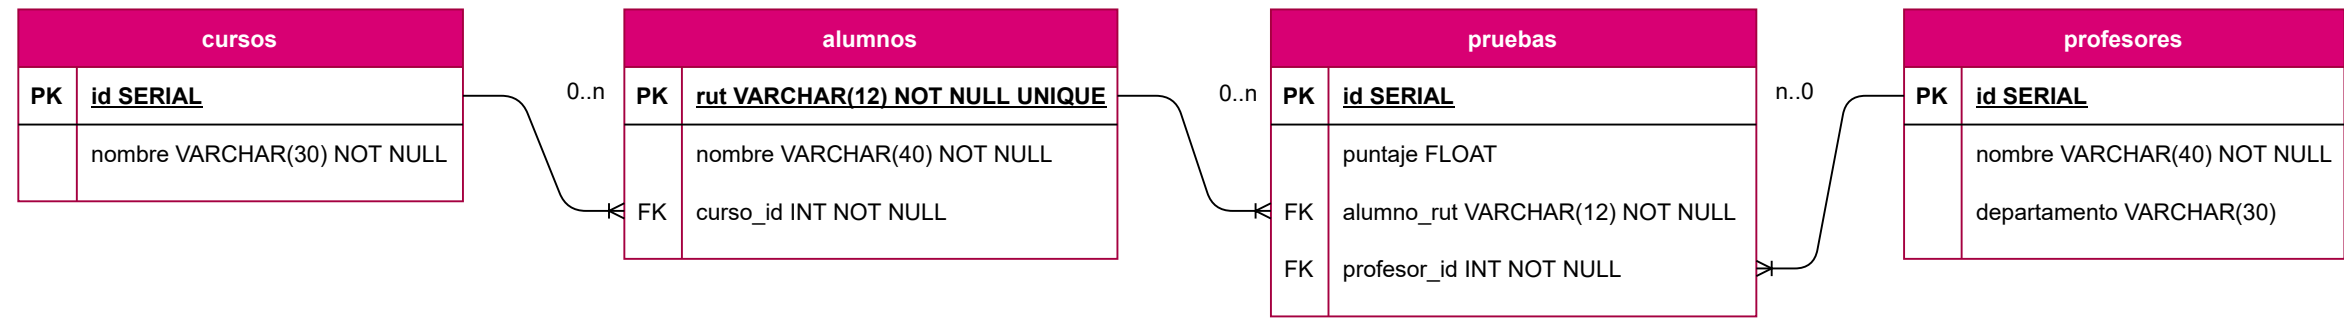 cursos
PK id SERIAL
nombre VARCHAR(30) NOT NULL
0..n
alumnos
PK rut VARCHAR(12) NOT NULL UNIQUE
nombre VARCHAR(40) NOT NULL
FK curso_id INT NOT NULL
0..n
pruebas
PK id SERIAL
puntaje FLOAT
FK alumno_rut VARCHAR(12) NOT NULL
FK profesor_id INT NOT NULL
n..0
profesores
PK id SERIAL
nombre VARCHAR(40) NOT NULL
departamento VARCHAR(30)